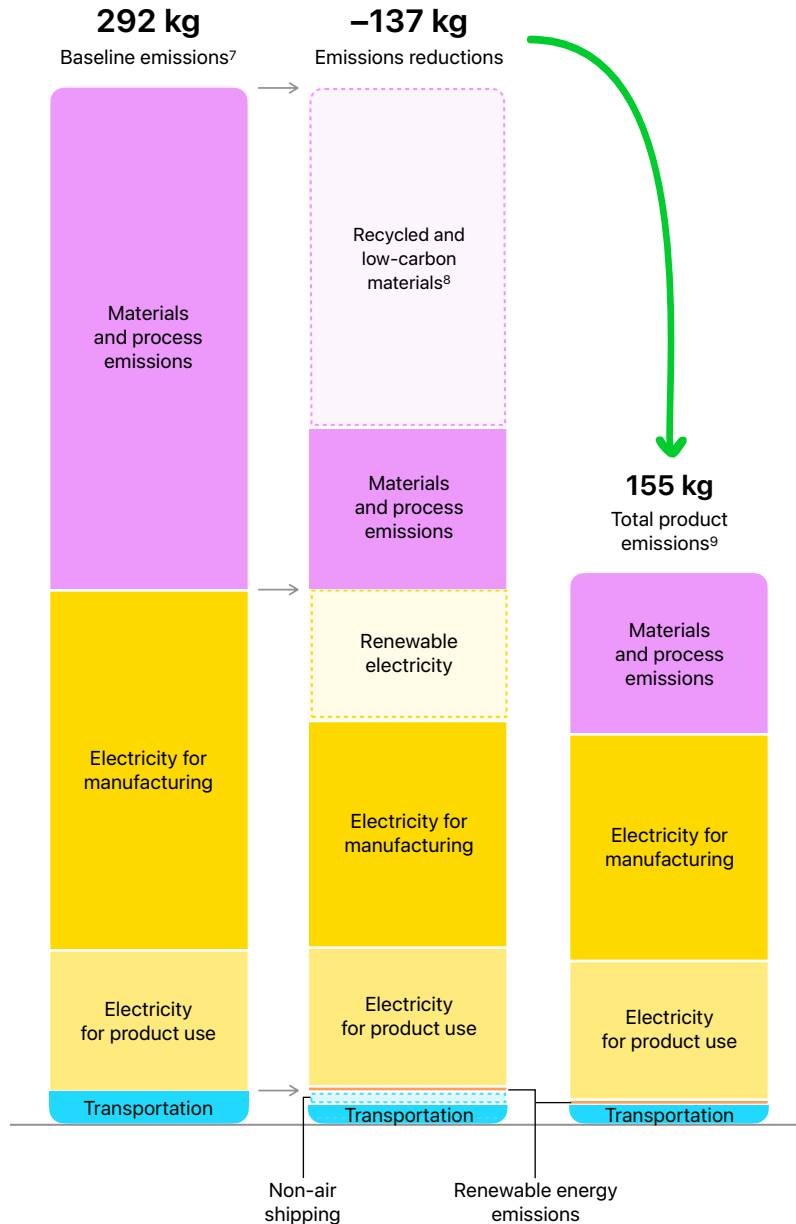 292 kg
Baseline emissions⁷
–137 kg
Emissions reductions
Materials
and process
emissions
Electricity for
manufacturing
Electricity
for product use
Transportation
Recycled and
low-carbon
materials⁸
Materials
and process
emissions
Renewable
electricity
Electricity for
manufacturing
Electricity
for product use
Transportation
Non-air
shipping
Renewable energy
emissions
155 kg
Total product
emissions⁹
Materials
and process
emissions
Electricity for
manufacturing
Electricity
for product use
Transportation